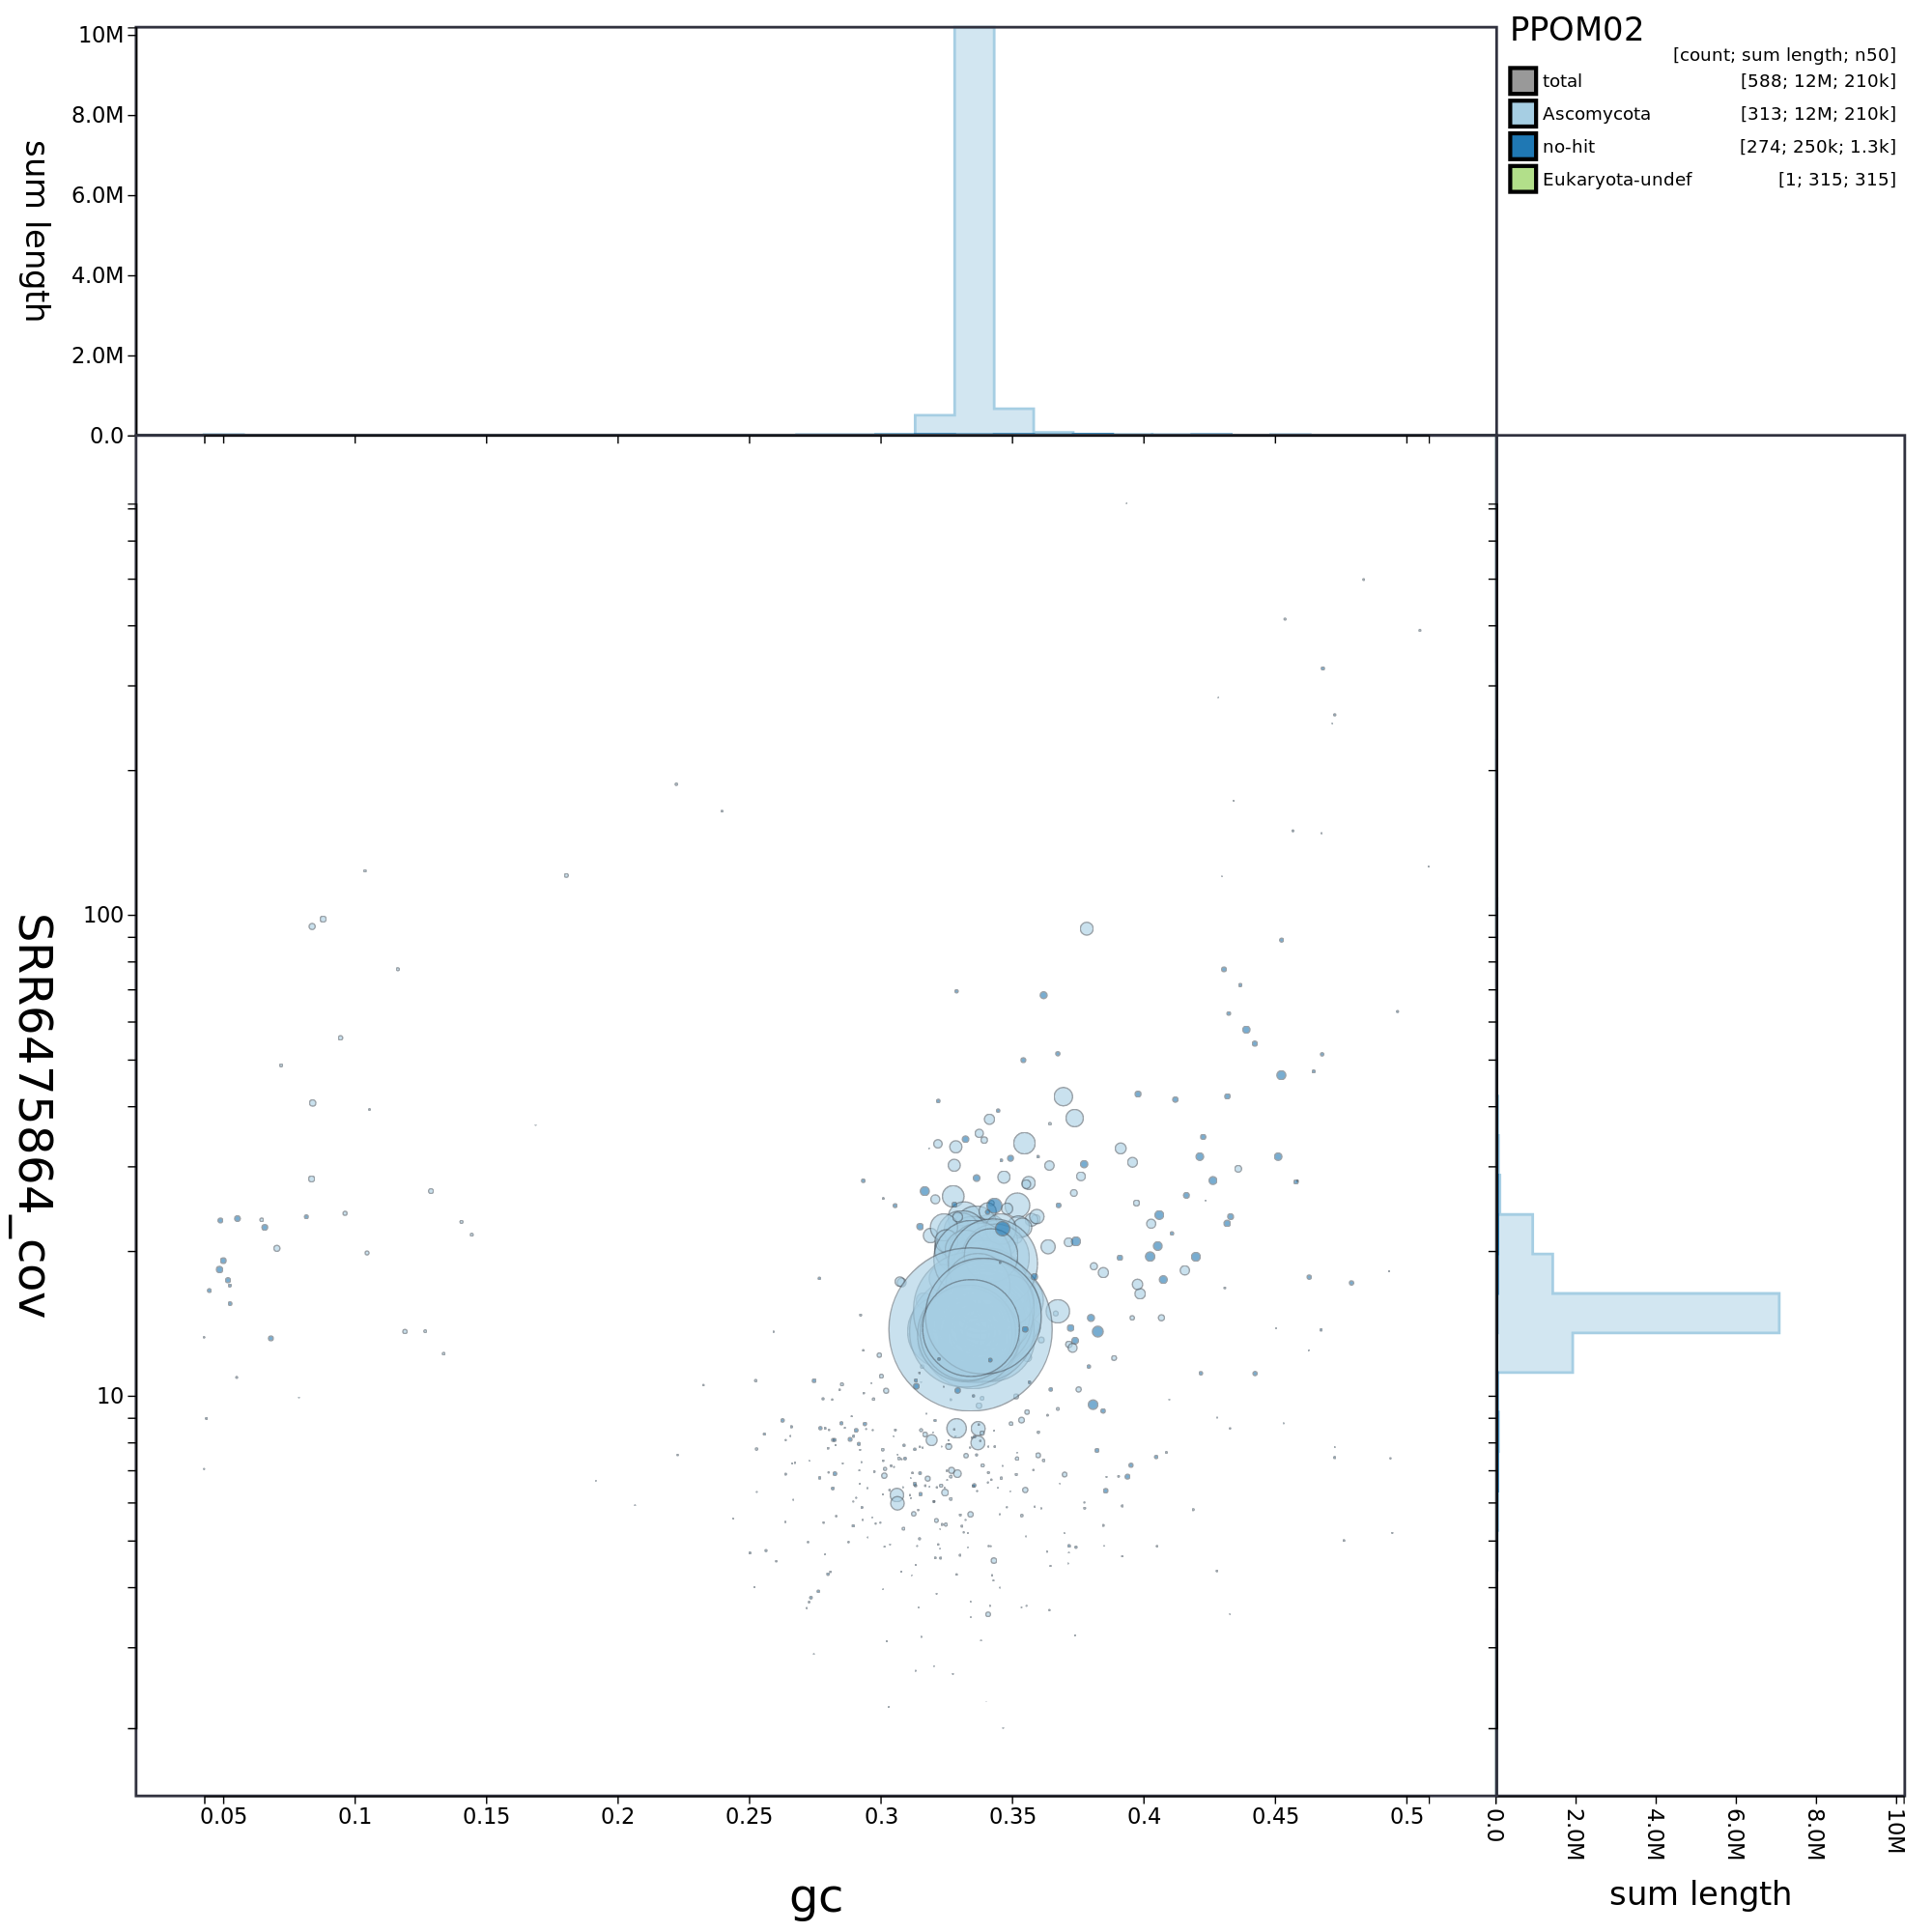 PPOM02
[count; sum length; n50]
total [588; 12M; 210k]
Ascomycota [313; 12M; 210k]
no-hit [274; 250k; 1.3k]
Eukaryota-undef [1; 315; 315]
10M
8.0M
6.0M
4.0M
2.0M
0.0
sum length
100
10
SRR6475864_cov
0.05 0.1 0.15 0.2 0.25 0.3 0.35 0.4 0.45 0.5
gc
0.0 2.0M 4.0M 6.0M 8.0M 10M
sum length